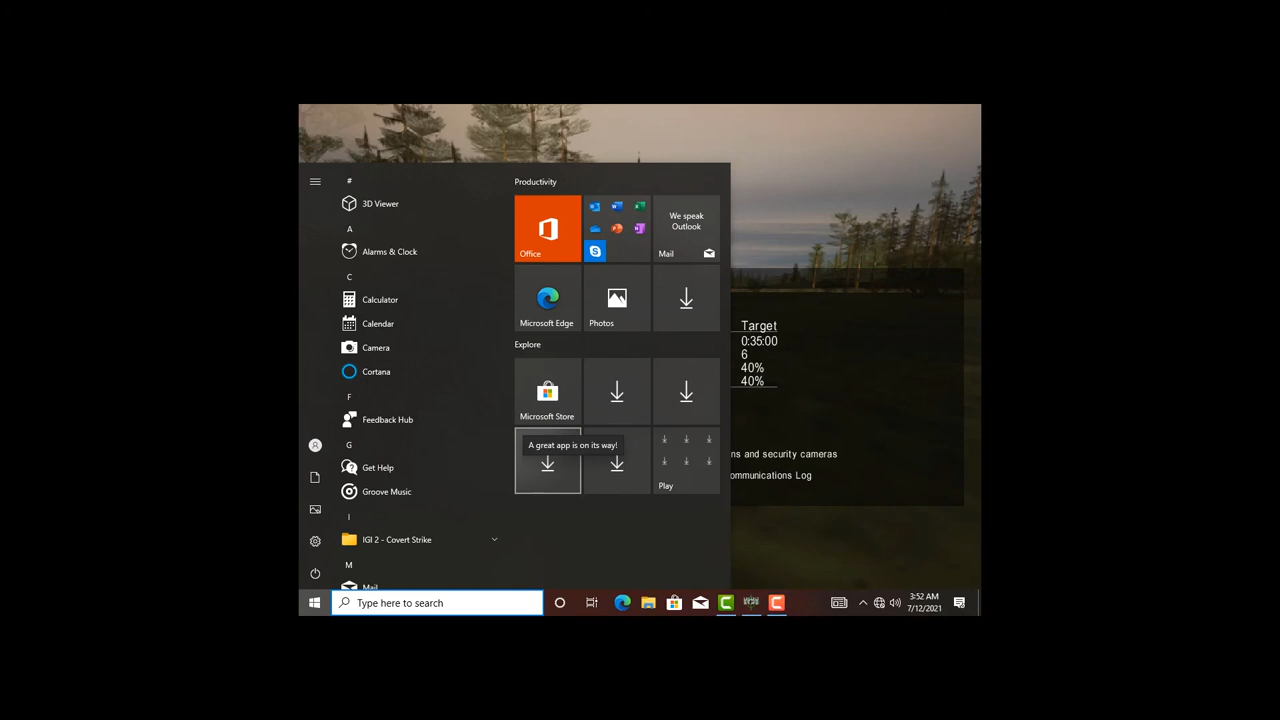 #
3D Viewer
A
Alarms & Clock
C
Calculator
Calendar
Camera
Cortana
F
Feedback Hub
G
Get Help
Groove Music
I
IGI 2 - Covert Strike
M
Mail
Productivity
Office
We speak
Outlook
Mail
Microsoft Edge
Photos
Explore
Microsoft Store
A great app is on its way!
Play
Target
0:35:00
6
40%
40%
ns and security cameras
ommunications Log
Type here to search
3:52 AM
7/12/2021